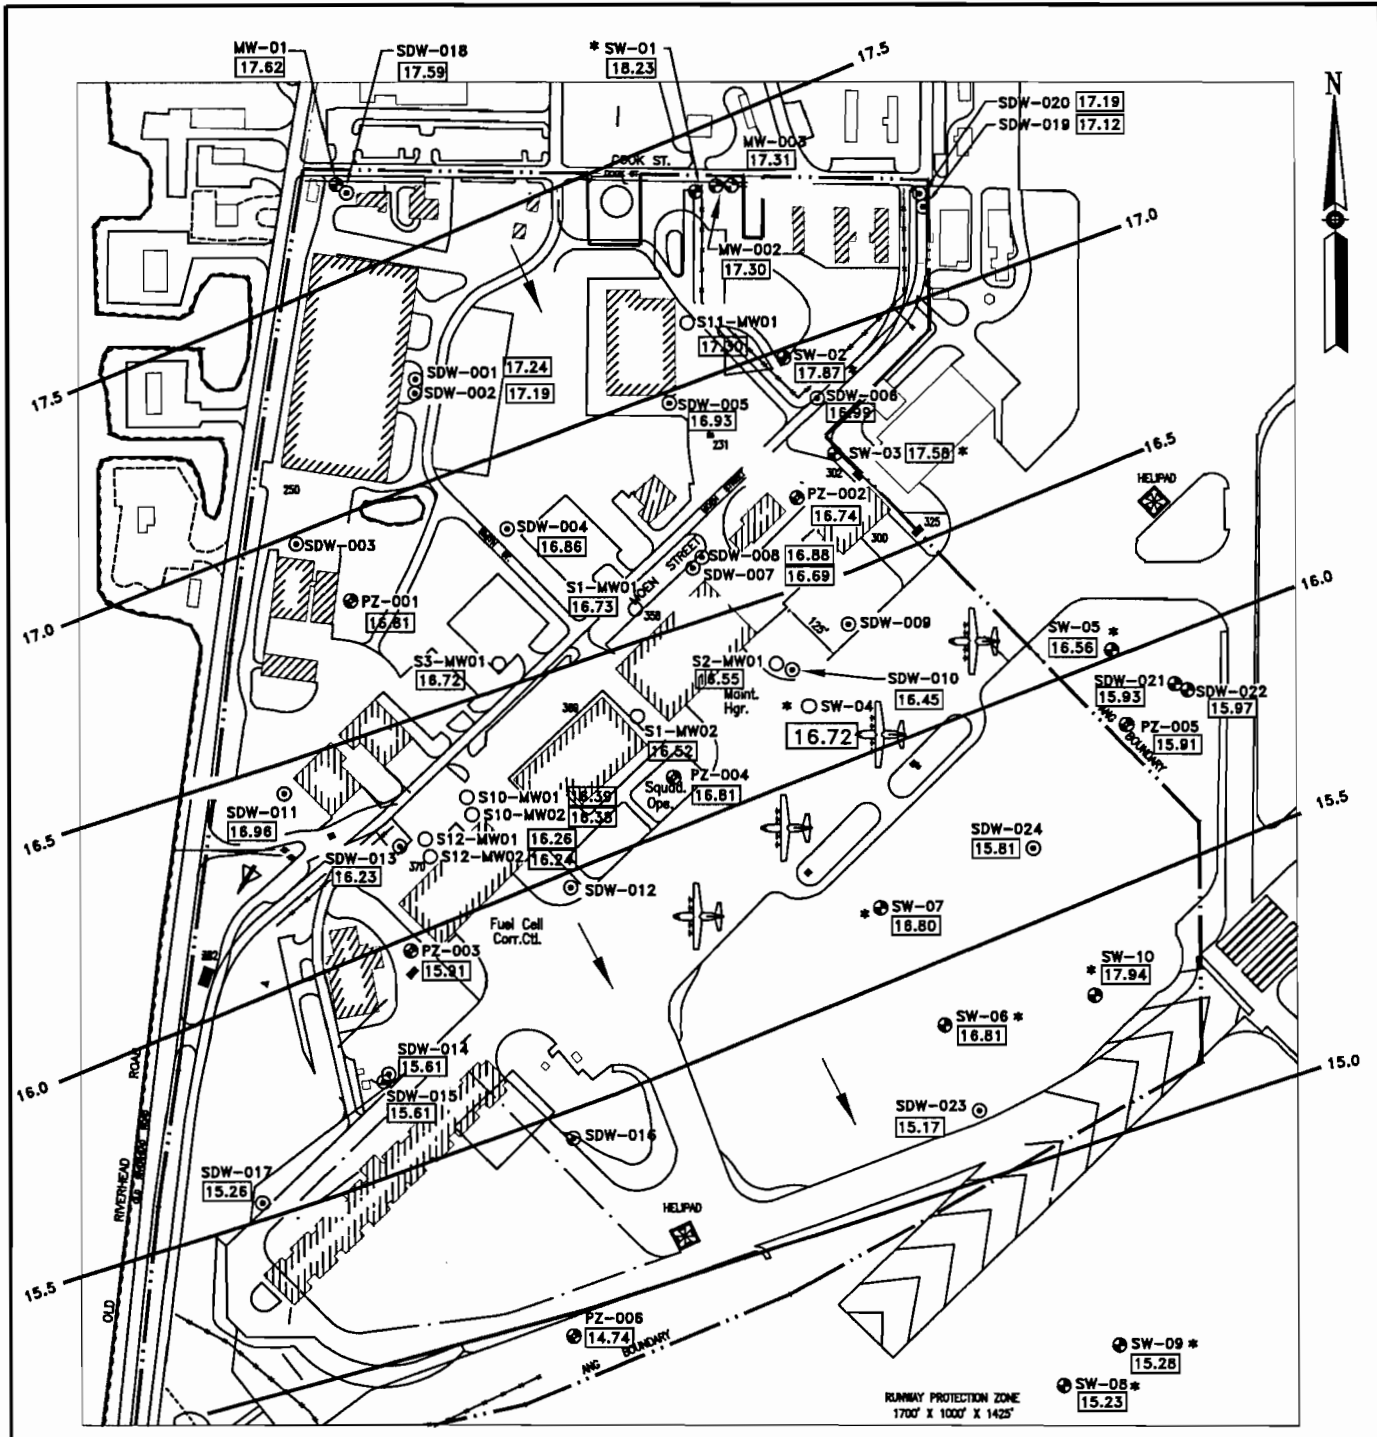 MW-01
17.62
SDW-018
17.59
* SW-01
18.23
17.5
N
SDW-020 17.19
SDW-019 17.12
MW-003
17.31
COOK ST.
COOK ST.
MW-002
17.30
17.0
S11-MW01
17.30
SW-02
17.87 *
SDW-001 17.24
SDW-002 17.19
17.5
SDW-005
16.93
231
SDW-006
16.99
SW-03 17.58 *
302
16.5
HELIPAD
250
PZ-002
16.74
325
300
SDW-004
16.86
SDW-003
MOEN STREET
SDW-008 16.88
SDW-007 16.69
S1-MW01
16.73
358
PZ-001
16.81
17.0
16.0
125'
SDW-009
SW-05 *
16.56
S3-MW01
16.72
S2-MW01
16.55
Maint.
Hgr.
SDW-010
16.45
SDW-021
15.93
SDW-022
15.97
* SW-04
16.72
369
S1-MW02
16.52
PZ-005
15.91
ANG BOUNDARY
PZ-004
16.81
Squad.
Ops.
15.5
SDW-011
16.96
S10-MW01 16.39
S10-MW02 16.38
16.5
S12-MW01 16.26
S12-MW02 16.24
SDW-024
15.81
SDW-013
16.23
370
SDW-012
SW-07
* 16.80
Fuel Cell
Corr.Ctl.
PZ-003
15.91
SW-10
* 17.94
SW-06 *
16.81
16.0
15.0
SDW-014
15.61
SDW-015
15.61
SDW-023
15.17
SDW-016
SDW-017
15.26
HELIPAD
OLD RIVERHEAD ROAD
15.5
PZ-006
14.74
ANG BOUNDARY
SW-09 *
15.28
SW-08 *
15.23
RUNWAY PROTECTION ZONE
1700' X 1000' X 1425'